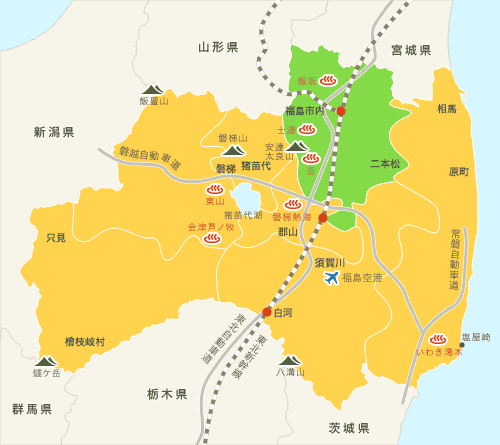 山形県
宮城県
飯坂
飯豊山
福島市内
相馬
新潟県
土湯
磐梯山
安達
太良山
岳
磐越自動車道
磐梯
猪苗代
二本松
原町
東山
猪苗代湖
磐梯熱海
会津芦ノ牧
只見
郡山
常磐自動車道
須賀川
福島空港
白河
東北自動車道
東北新幹線
塩屋崎
檜枝岐村
いわき湯本
燧ケ岳
八溝山
栃木県
群馬県
茨城県